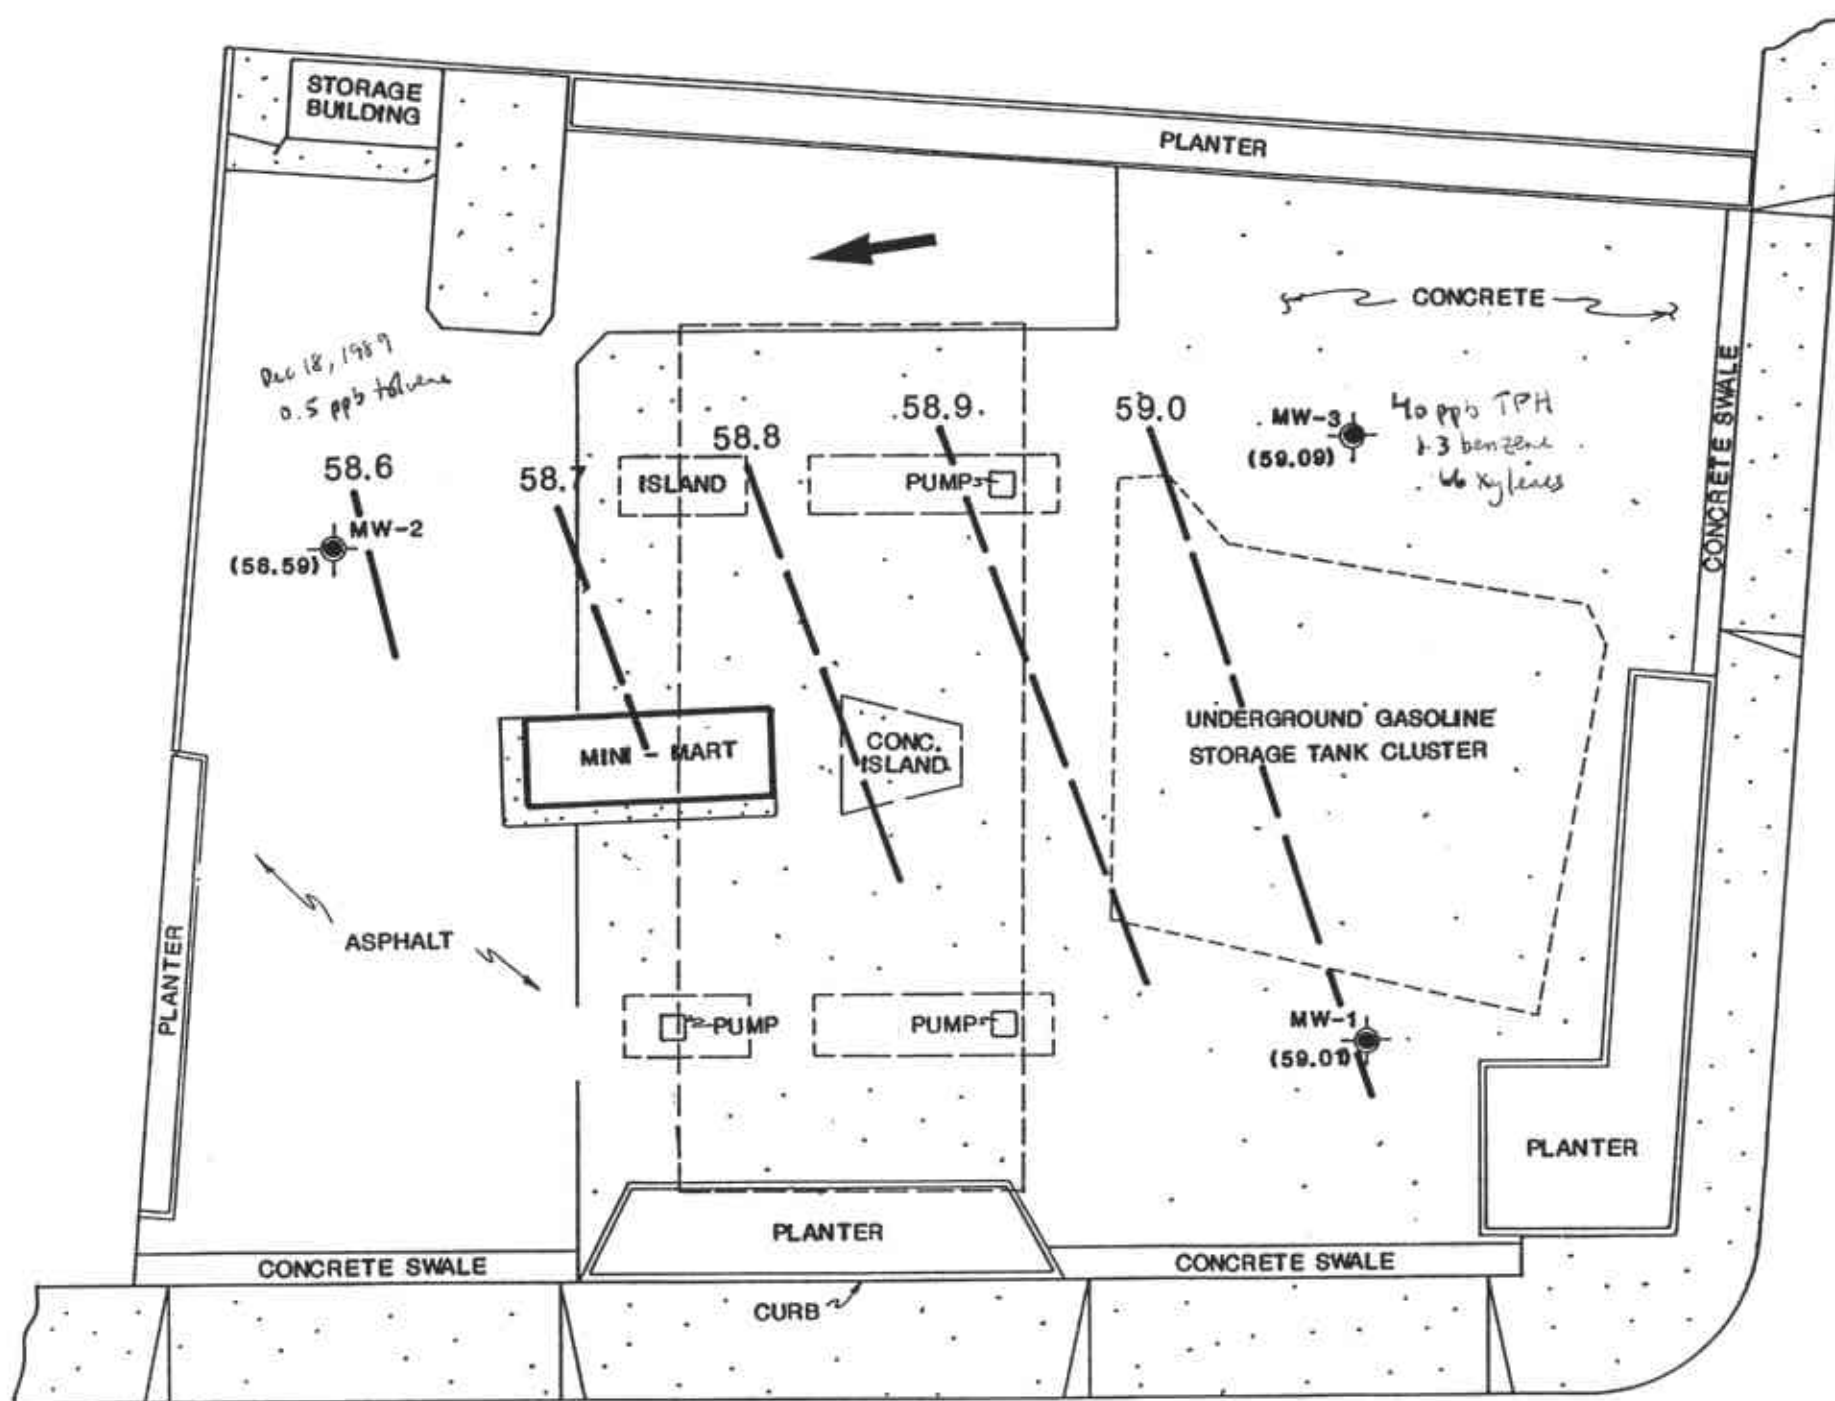 STORAGE
BUILDING
PLANTER
CONCRETE
Dec 18, 1989
0.5 ppb toluene
58.6
58.7
58.8
58.9
59.0
MW-3
(59.09)
40 ppb TPH
benzene
xylenes
CONCRETE SWALE
ISLAND
PUMP
MW-2
(58.59)
UNDERGROUND GASOLINE
STORAGE TANK CLUSTER
MINI - MART
CONC.
ISLAND
ASPHALT
PLANTER
PUMP
PUMP
MW-1
(59.01)
PLANTER
PLANTER
CONCRETE SWALE
CONCRETE SWALE
CURB